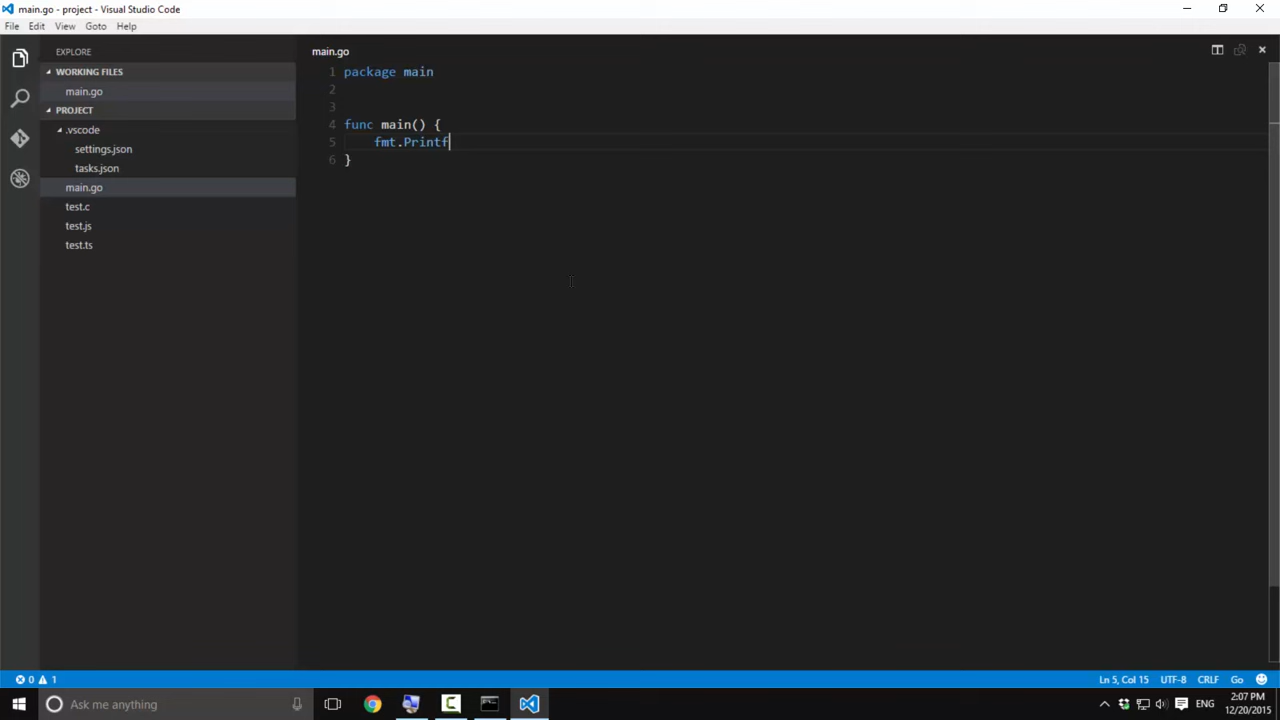 main.go - project - Visual Studio Code
File Edit View Goto Help
EXPLORE
WORKING FILES
main.go
PROJECT
.vscode
settings.json
tasks.json
main.go
test.c
test.js
test.ts
main.go
1 package main
2
3
4 func main() {
5 fmt.Printf
6 }
0 1
Ln 5, Col 15 UTF-8 CRLF Go
Ask me anything
ENG
2:07 PM
12/20/2015